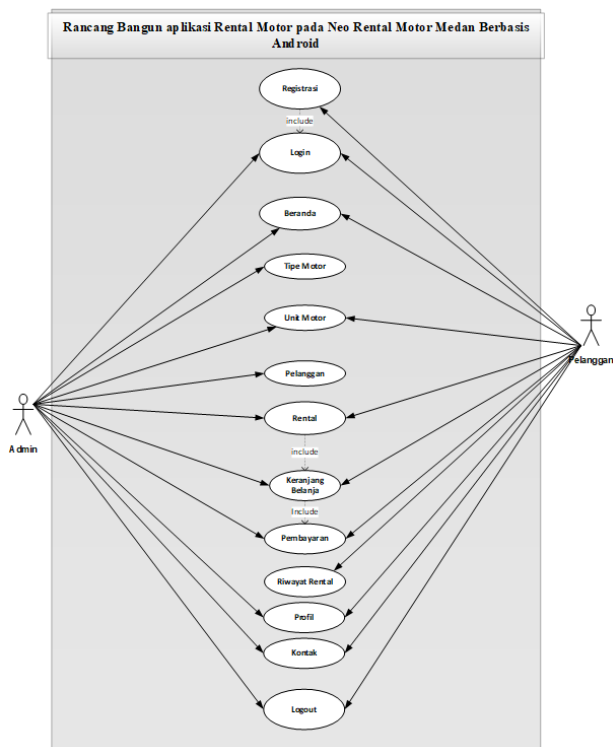 Rancang Bangun aplikasi Rental Motor pada Neo Rental Motor Medan Berbasis
Android
Registrasi
include
Login
Beranda
Tipe Motor
Unit Motor
Pelanggan
Pelanggan
Rental
Admin
include
Keranjang
Belanja
Include
Pembayaran
Riwayat Rental
Profil
Kontak
Logout